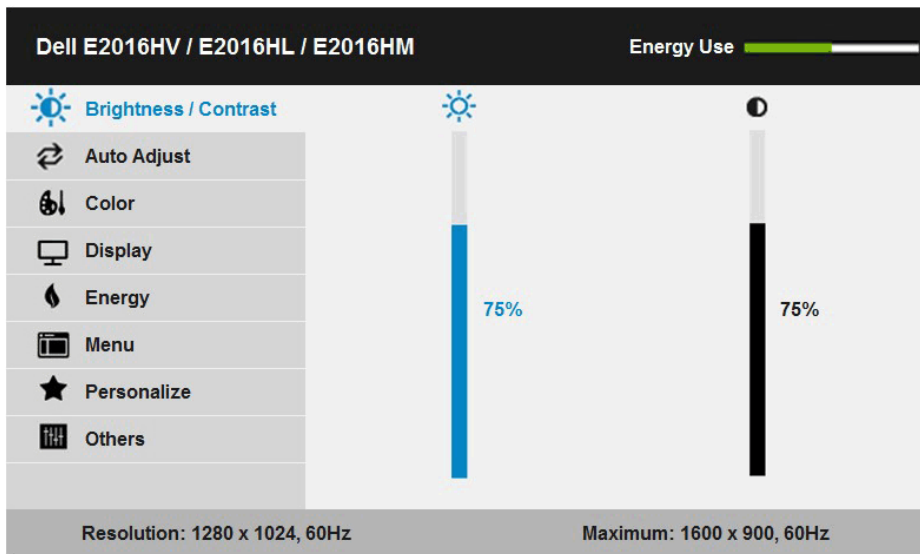 Dell E2016HV / E2016HL / E2016HM
Energy Use
Brightness / Contrast
Auto Adjust
Color
Display
Energy
Menu
Personalize
Others
75%
75%
Resolution: 1280 x 1024, 60Hz
Maximum: 1600 x 900, 60Hz